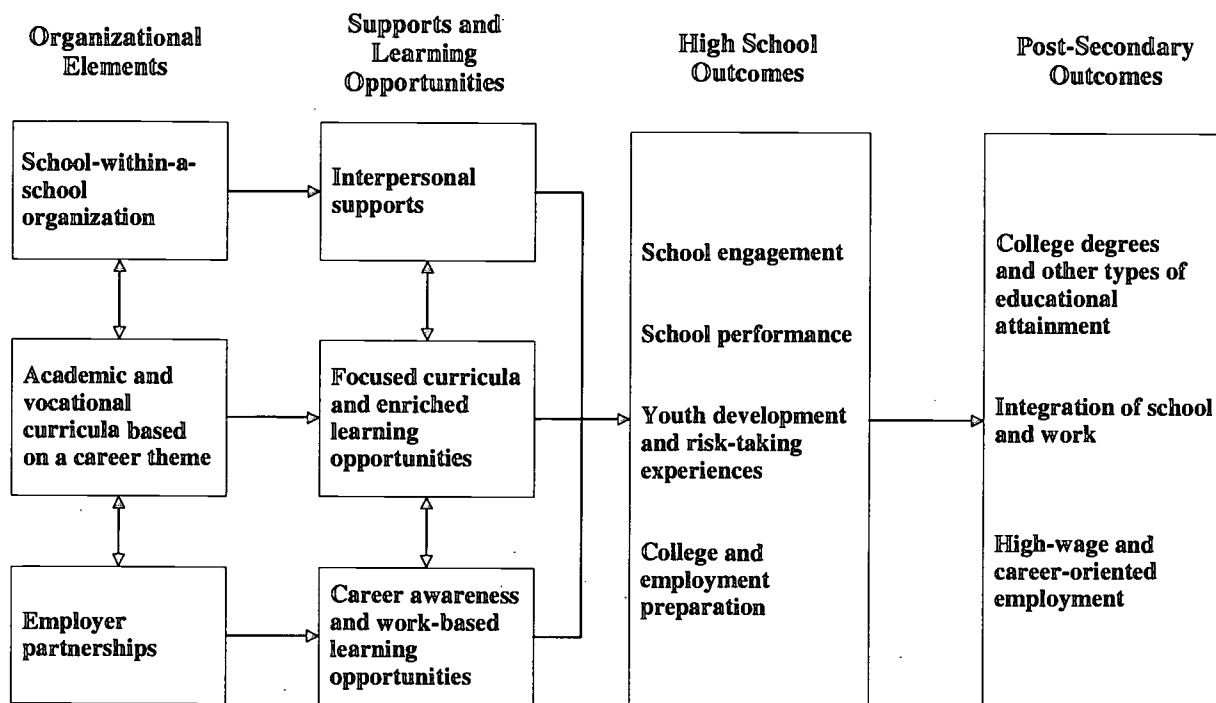 Organizational
Elements
Supports and
Learning
Opportunities
High School
Outcomes
Post-Secondary
Outcomes
School-within-a-
school
organization
Interpersonal
supports
Academic and
vocational
curricula based
on a career theme
Focused curricula
and enriched
learning
opportunities
Employer
partnerships
Career awareness
and work-based
learning
opportunities
School engagement
School performance
Youth development
and risk-taking
experiences
College and
employment
preparation
College degrees
and other types of
educational
attainment
Integration of school
and work
High-wage and
career-oriented
employment